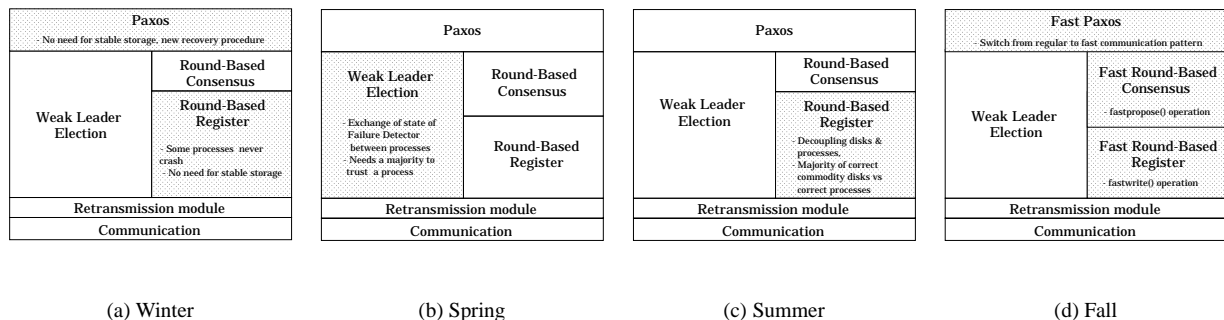 Paxos
- No need for stable storage, new recovery procedure
Weak Leader
Election
Round-Based
Consensus
Round-Based
Register
- Some processes never
crash
- No need for stable storage
Retransmission module
Communication
(a) Winter
Paxos
Weak Leader
Election
- Exchange of state of
Failure Detector
between processes
- Needs a majority to
trust a process
Round-Based
Consensus
Round-Based Register
Retransmission module
Communication
(b) Spring
Paxos
Weak Leader
Election
Round-Based
Consensus
Round-Based
Register
- Decoupling disks &
processes,
- Majority of correct
commodity disks vs
correct processes
Retransmission module
Communication
(c) Summer
Fast Paxos
- Switch from regular to fast communication pattern
Weak Leader
Election
Fast Round-Based
Consensus
- fastpropose() operation
Fast Round-Based
Register
- fastwrite() operation
Retransmission module
Communication
(d) Fall